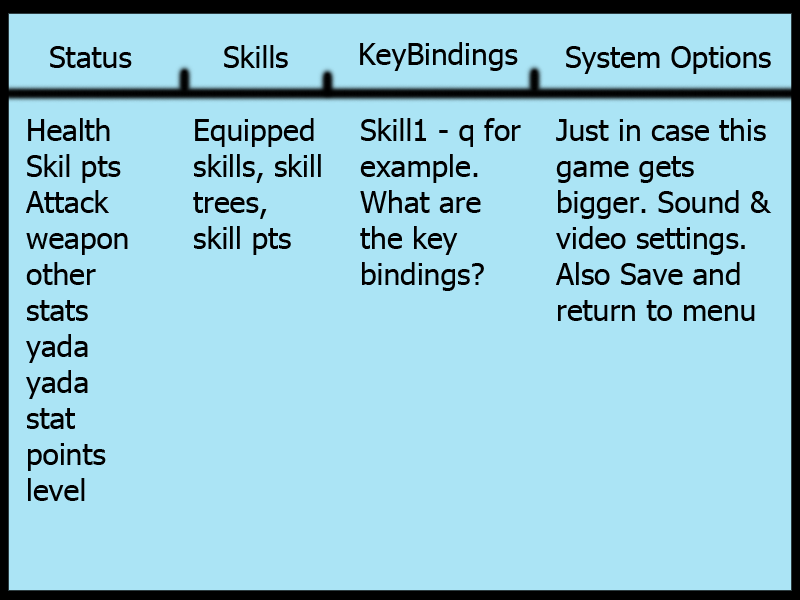 Status
Skills
KeyBindings
System Options
Health
Skil pts
Attack
weapon
other
stats
yada
yada
stat
points
level
Equipped
skills, skill
trees,
skill pts
Skill1 - q for
example.
What are
the key
bindings?
Just in case this
game gets
bigger. Sound &
video settings.
Also Save and
return to menu